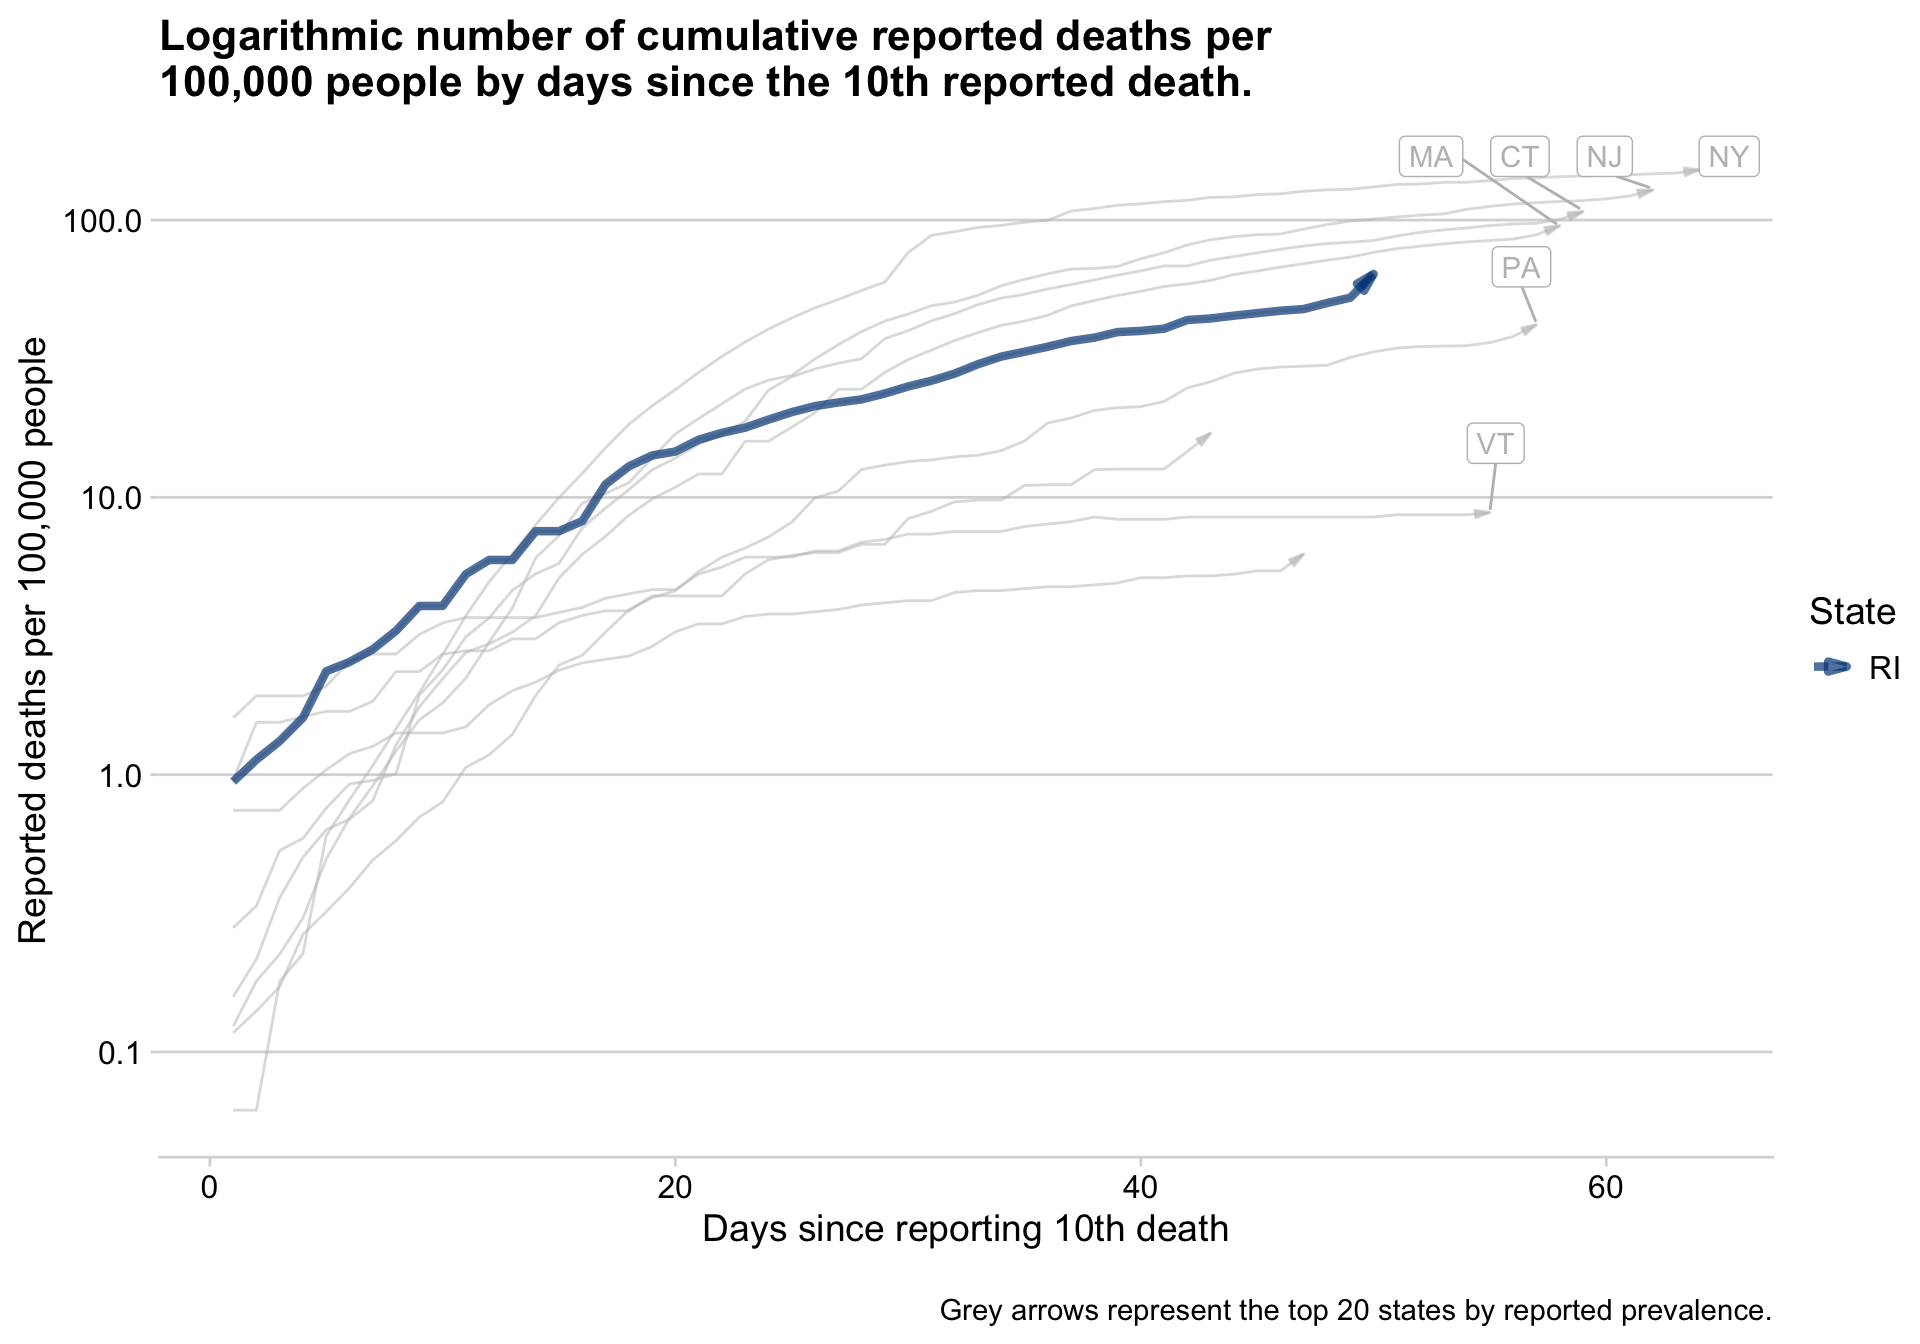 Logarithmic number of cumulative reported deaths per
100,000 people by days since the 10th reported death.
MA
CT
NJ
NY
100.0
PA
VT
10.0
1.0
0.1
Reported deaths per 100,000 people
State
RI
0
20
40
60
Days since reporting 10th death
Grey arrows represent the top 20 states by reported prevalence.